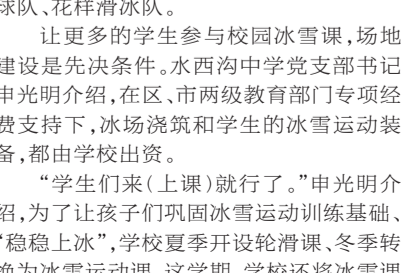 球队、花样滑冰队。
让更多的学生参与校园冰雪课，场地
建设是先决条件。水西沟中学党支部书记
申光明介绍，在区、市两级教育部门专项经
费支持下，冰场浇筑和学生的冰雪运动装
备，都由学校出资。
“学生们来（上课）就行了。”申光明介
绍，为了让孩子们巩固冰雪运动训练基础、
“稳稳上冰”，学校夏季开设轮滑课、冬季转
换为冰雪运动课。这学期，学校还将冰雪课